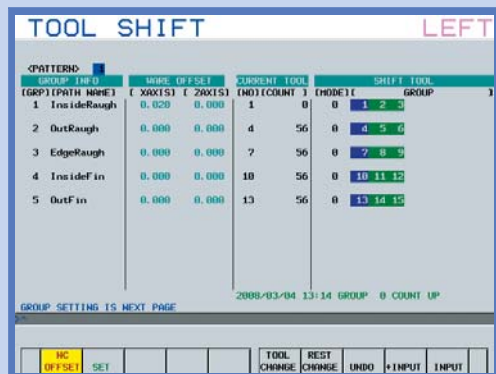 TOOL SHIFT LEFT
<PATTERN> 1
GROUP INFO WARE OFFSET CURRENT TOOL SHIFT TOOL
[GRP][PATH NAME] [ XAXIS] [ ZAXIS] [NO][COUNT ] [MODE][ GROUP ]
1 InsideRaugh 0.020 0.000 1 0 0 1 2 3
2 OutRaugh 0.000 0.000 4 56 0 4 5 6
3 EdgeRaugh 0.000 0.000 7 56 0 7 8 9
4 InsideFin 0.000 0.000 10 56 0 10 11 12
5 OutFin 0.000 0.000 13 56 0 13 14 15
2008/03/04 13:14 GROUP 0 COUNT UP
GROUP SETTING IS NEXT PAGE
>
NC OFFSET SET TOOL CHANGE REST CHANGE UNDO +INPUT INPUT